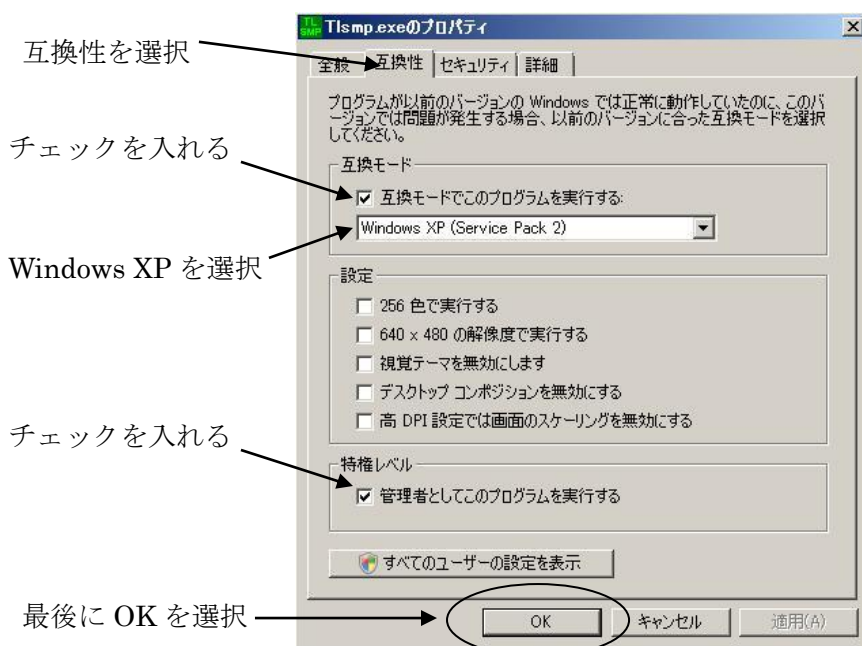 TL
SMP
Tlsmp.exeのプロパティ
互換性を選択
全般 互換性 セキュリティ 詳細
プログラムが以前のバージョンの Windows では正常に動作していたのに、このバ
ージョンでは問題が発生する場合、以前のバージョンに合った互換モードを選択
してください。
チェックを入れる
互換モード
互換モードでこのプログラムを実行する:
Windows XP (Service Pack 2)
Windows XP を選択
設定
256 色で実行する
640 x 480 の解像度で実行する
視覚テーマを無効にします
デスクトップ コンポジションを無効にする
高 DPI 設定では画面のスケーリングを無効にする
チェックを入れる
特権レベル
管理者としてこのプログラムを実行する
すべてのユーザーの設定を表示
最後に OK を選択
OK キャンセル 適用(A)